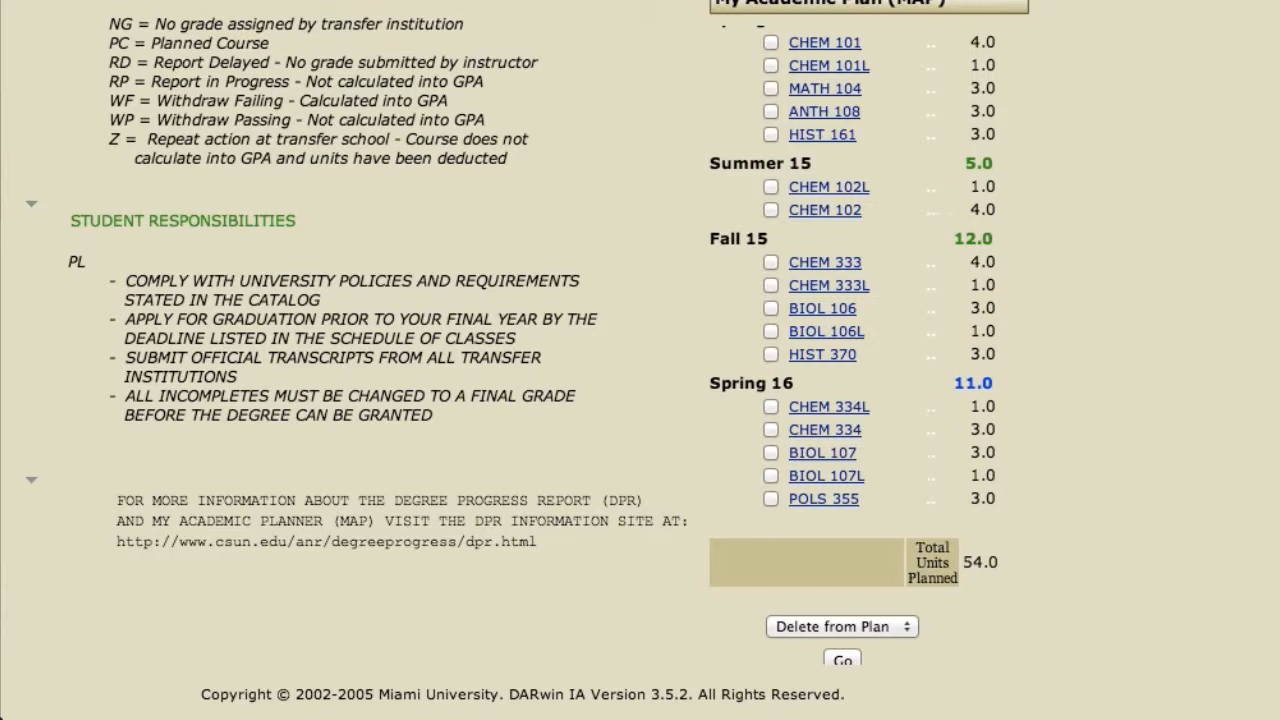 NG = No grade assigned by transfer institution
PC = Planned Course
RD = Report Delayed - No grade submitted by instructor
RP = Report in Progress - Not calculated into GPA
WF = Withdraw Failing - Calculated into GPA
WP = Withdraw Passing - Not calculated into GPA
Z = Repeat action at transfer school - Course does not
calculate into GPA and units have been deducted
STUDENT RESPONSIBILITIES
PL
- COMPLY WITH UNIVERSITY POLICIES AND REQUIREMENTS
STATED IN THE CATALOG
- APPLY FOR GRADUATION PRIOR TO YOUR FINAL YEAR BY THE
DEADLINE LISTED IN THE SCHEDULE OF CLASSES
- SUBMIT OFFICIAL TRANSCRIPTS FROM ALL TRANSFER
INSTITUTIONS
- ALL INCOMPLETES MUST BE CHANGED TO A FINAL GRADE
BEFORE THE DEGREE CAN BE GRANTED
FOR MORE INFORMATION ABOUT THE DEGREE PROGRESS REPORT (DPR)
AND MY ACADEMIC PLANNER (MAP) VISIT THE DPR INFORMATION SITE AT:
http://www.csun.edu/anr/degreeprogress/dpr.html
My Academic Plan (MAP)
CHEM 101 .. 4.0
CHEM 101L .. 1.0
MATH 104 .. 3.0
ANTH 108 .. 3.0
HIST 161 .. 3.0
Summer 15 5.0
CHEM 102L .. 1.0
CHEM 102 .. 4.0
Fall 15 12.0
CHEM 333 .. 4.0
CHEM 333L .. 1.0
BIOL 106 .. 3.0
BIOL 106L .. 1.0
HIST 370 .. 3.0
Spring 16 11.0
CHEM 334L .. 1.0
CHEM 334 .. 3.0
BIOL 107 .. 3.0
BIOL 107L .. 1.0
POLS 355 .. 3.0
Total
Units
Planned
54.0
Delete from Plan
Go
Copyright © 2002-2005 Miami University. DARwin IA Version 3.5.2. All Rights Reserved.